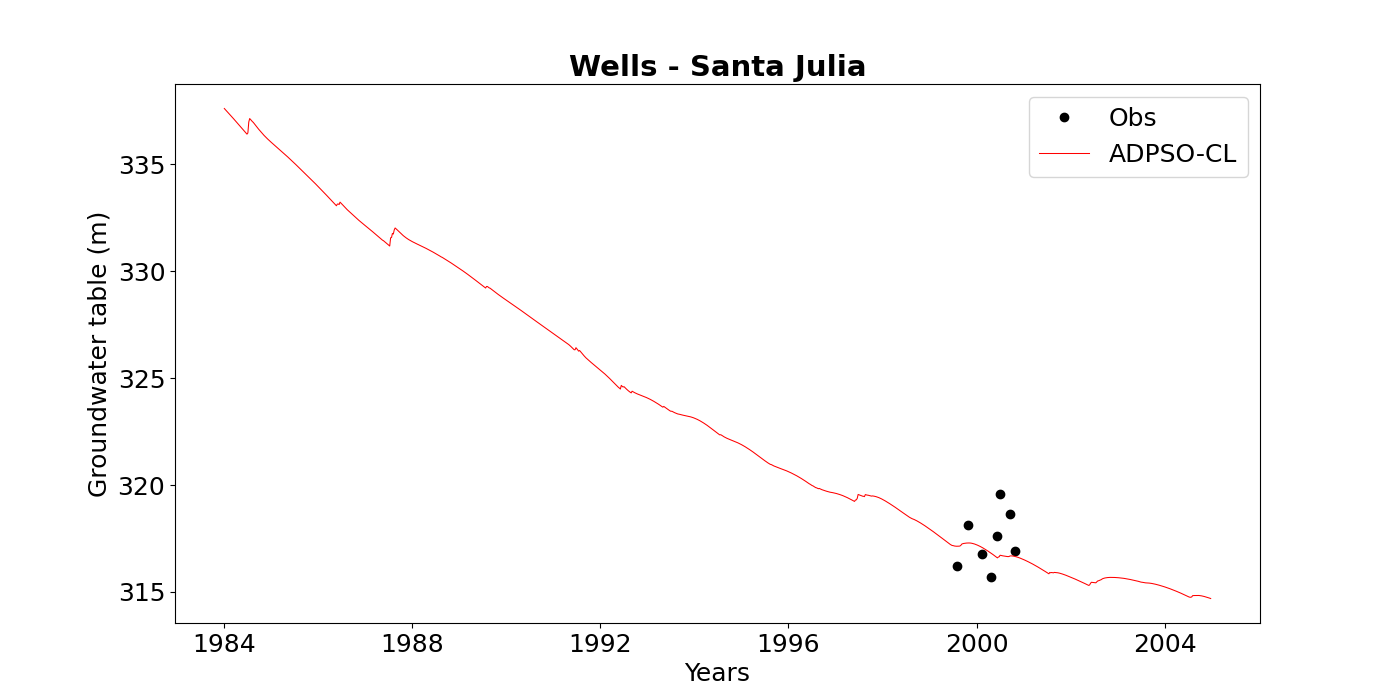 Wells - Santa Julia
Obs
ADPSO-CL
Groundwater table (m)
335
330
325
320
315
1984
1988
1992
1996
2000
2004
Years